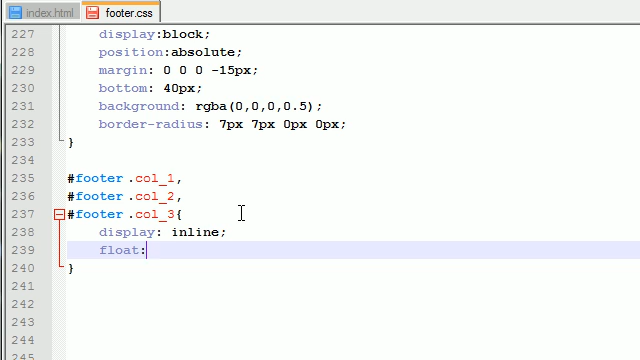 index.html footer.css
227 display:block;
228 position:absolute;
229 margin: 0 0 0 -15px;
230 bottom: 40px;
231 background: rgba(0,0,0,0.5);
232 border-radius: 7px 7px 0px 0px;
233 }
234
235 #footer .col_1,
236 #footer .col_2,
237 #footer .col_3{
238 display: inline;
239 float:
240 }
241
242
243
244
245